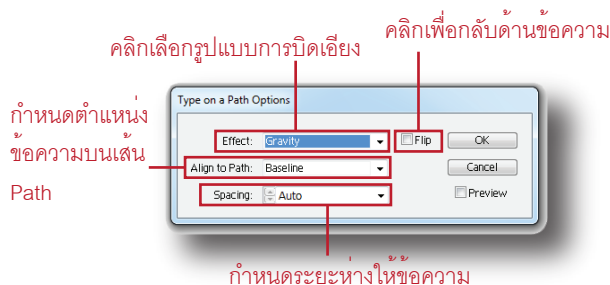 คลิกเพื่อกลับด้านข้อความ
คลิกเลือกรูปแบบการบิดเอียง
กำหนดตำแหน่ง
ข้อความบนเส้น
Path
Type on a Path Options
Effect: Gravity Flip OK
Align to Path: Baseline Cancel
Spacing: Auto Preview
กำหนดระยะห่างให้ข้อความ